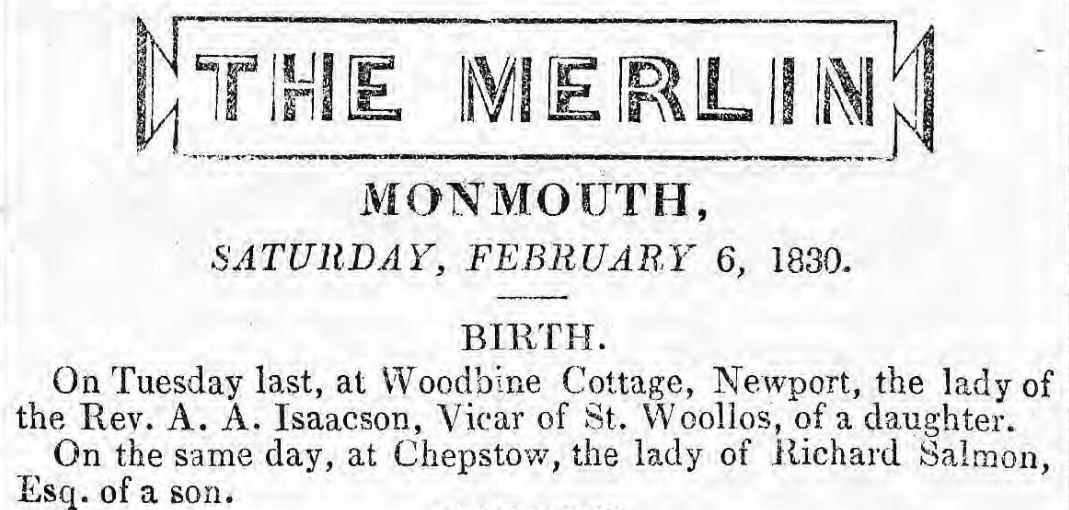 THE MERLIN
MONMOUTH,
SATURDAY, FEBRUARY 6, 1830.
BIRTH.
On Tuesday last, at Woodbine Cottage, Newport, the lady of
the Rev. A. A. Isaacson, Vicar of St. Woollos, of a daughter.
On the same day, at Chepstow, the lady of Richard Salmon,
Esq. of a son.